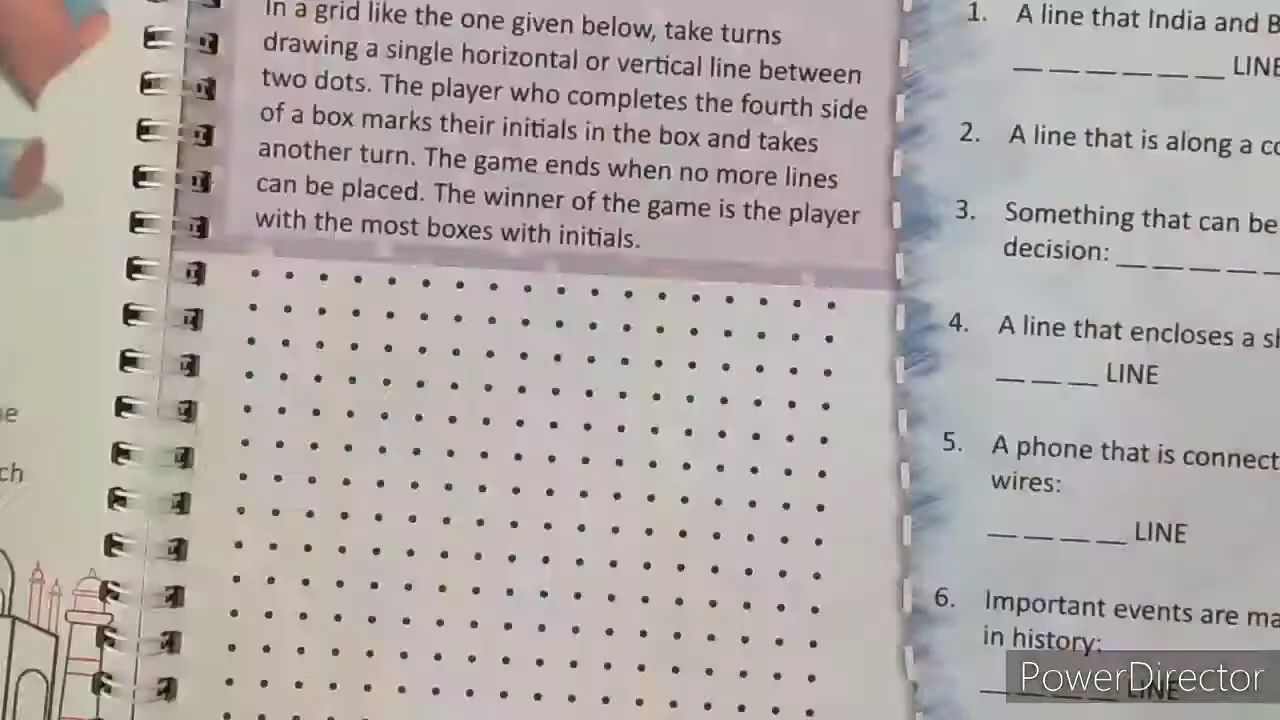 In a grid like the one given below, take turns
drawing a single horizontal or vertical line between
two dots. The player who completes the fourth side
of a box marks their initials in the box and takes
another turn. The game ends when no more lines
can be placed. The winner of the game is the player
with the most boxes with initials.
1. A line that India and B
_ _ _ _ _ _ LINE
2. A line that is along a co
3. Something that can be
decision: _ _ _ _ _
4. A line that encloses a sh
_ _ _ LINE
5. A phone that is connect
wires:
_ _ _ _ LINE
6. Important events are ma
in history:
_ _ _ _ LINE
PowerDirector
e
ch